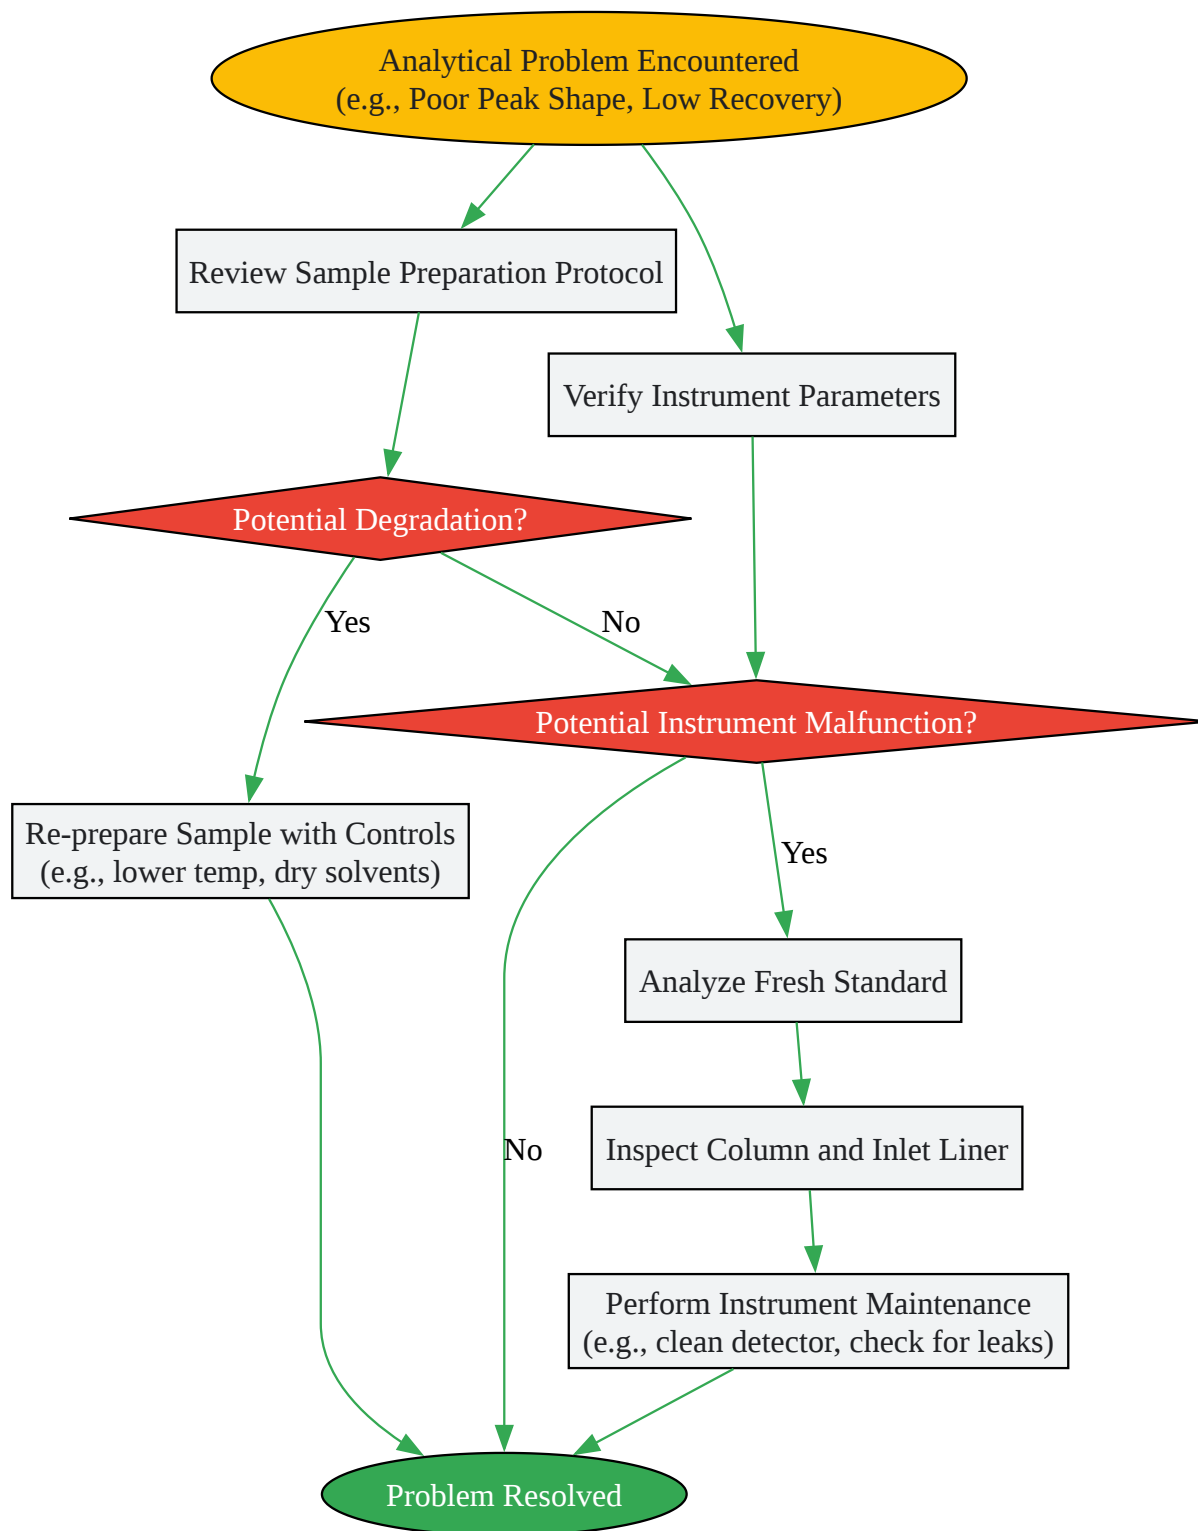 Analytical Problem Encountered
(e.g., Poor Peak Shape, Low Recovery)
Review Sample Preparation Protocol
Verify Instrument Parameters
Potential Degradation?
Yes
No
Potential Instrument Malfunction?
Re-prepare Sample with Controls
(e.g., lower temp, dry solvents)
Yes
Analyze Fresh Standard
No
Inspect Column and Inlet Liner
Perform Instrument Maintenance
(e.g., clean detector, check for leaks)
Problem Resolved